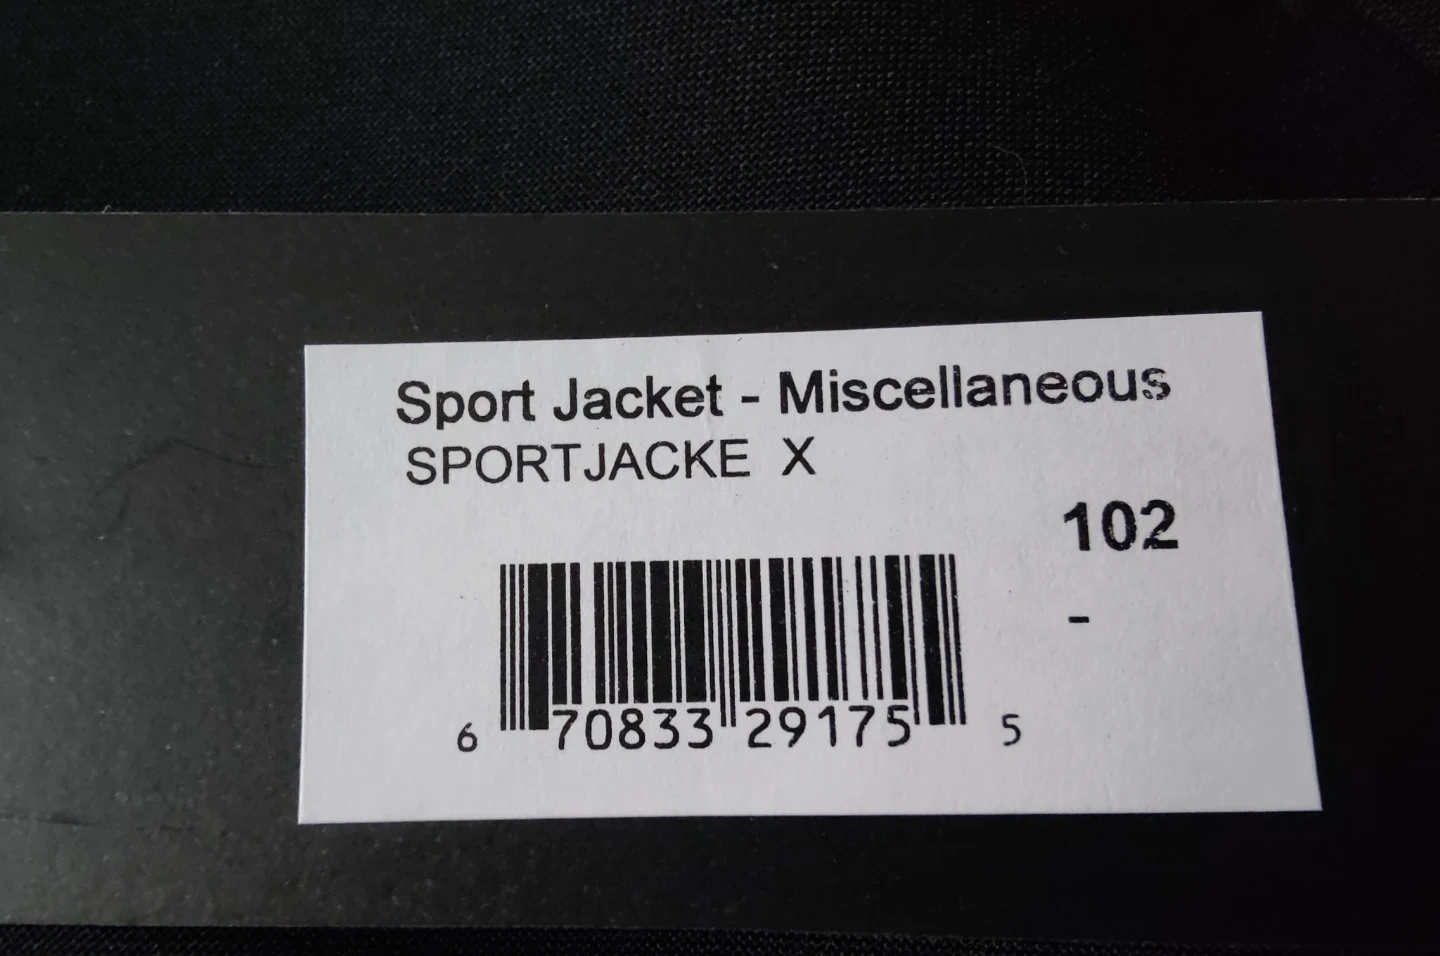 Sport Jacket - Miscellaneous
SPORTJACKE X
102
-
6 70833 29175 5